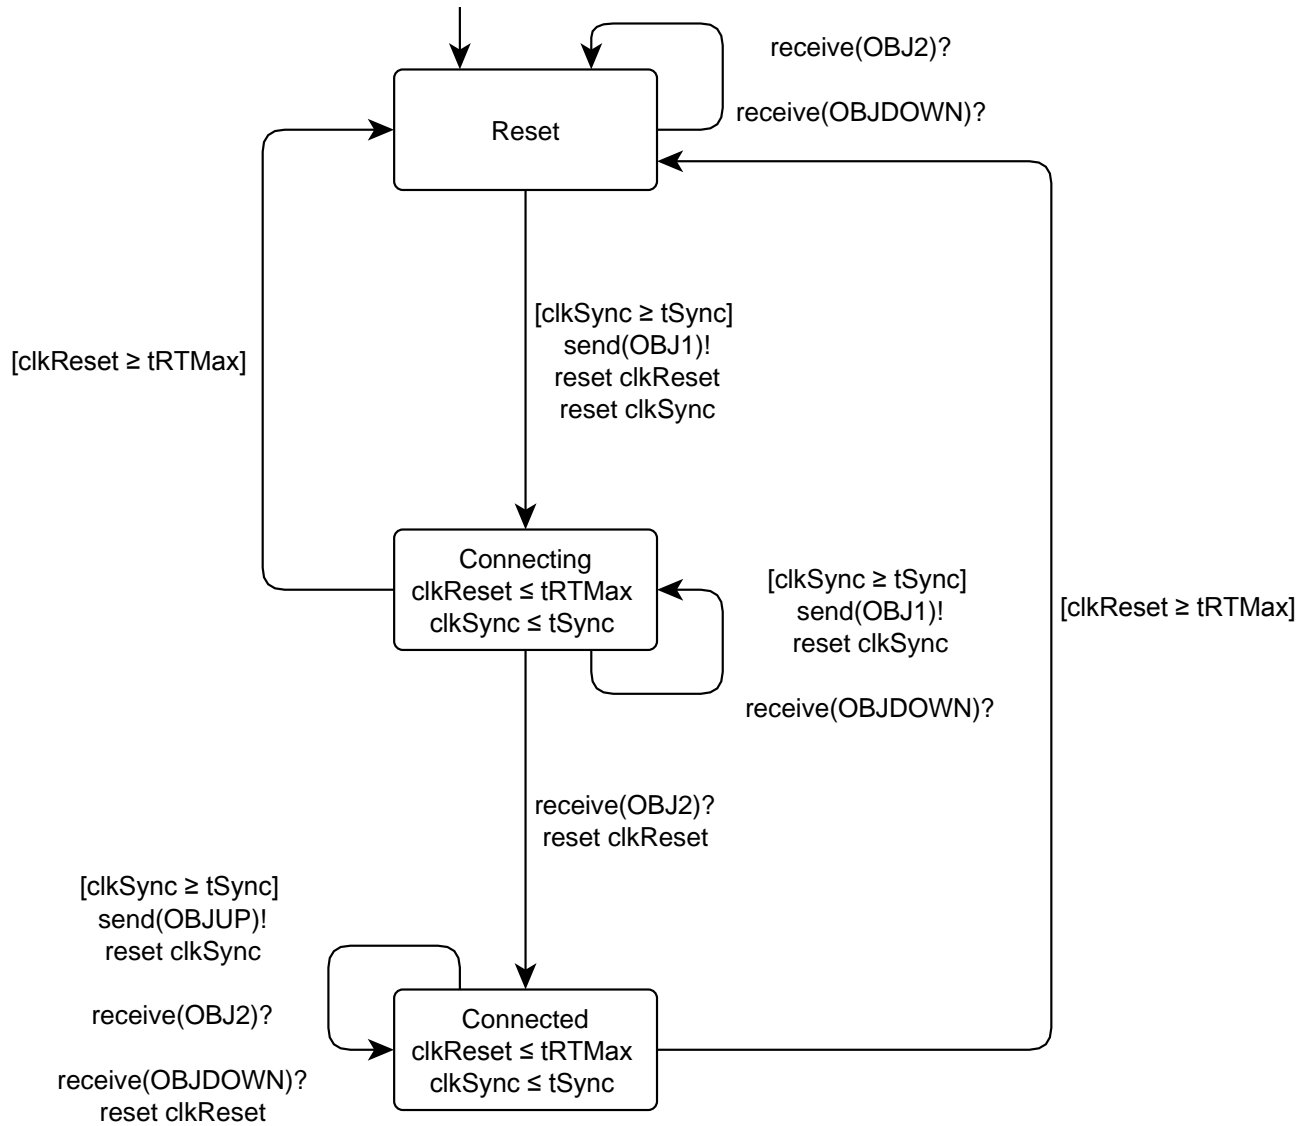 receive(OBJ2)?
receive(OBJDOWN)?
Reset
[clkSync ≥ tSync]
send(OBJ1)!
reset clkReset
reset clkSync
[clkReset ≥ tRTMax]
Connecting
clkReset ≤ tRTMax
clkSync ≤ tSync
[clkSync ≥ tSync]
send(OBJ1)!
reset clkSync
receive(OBJDOWN)?
[clkReset ≥ tRTMax]
receive(OBJ2)?
reset clkReset
[clkSync ≥ tSync]
send(OBJUP)!
reset clkSync
receive(OBJ2)?
receive(OBJDOWN)?
reset clkReset
Connected
clkReset ≤ tRTMax
clkSync ≤ tSync